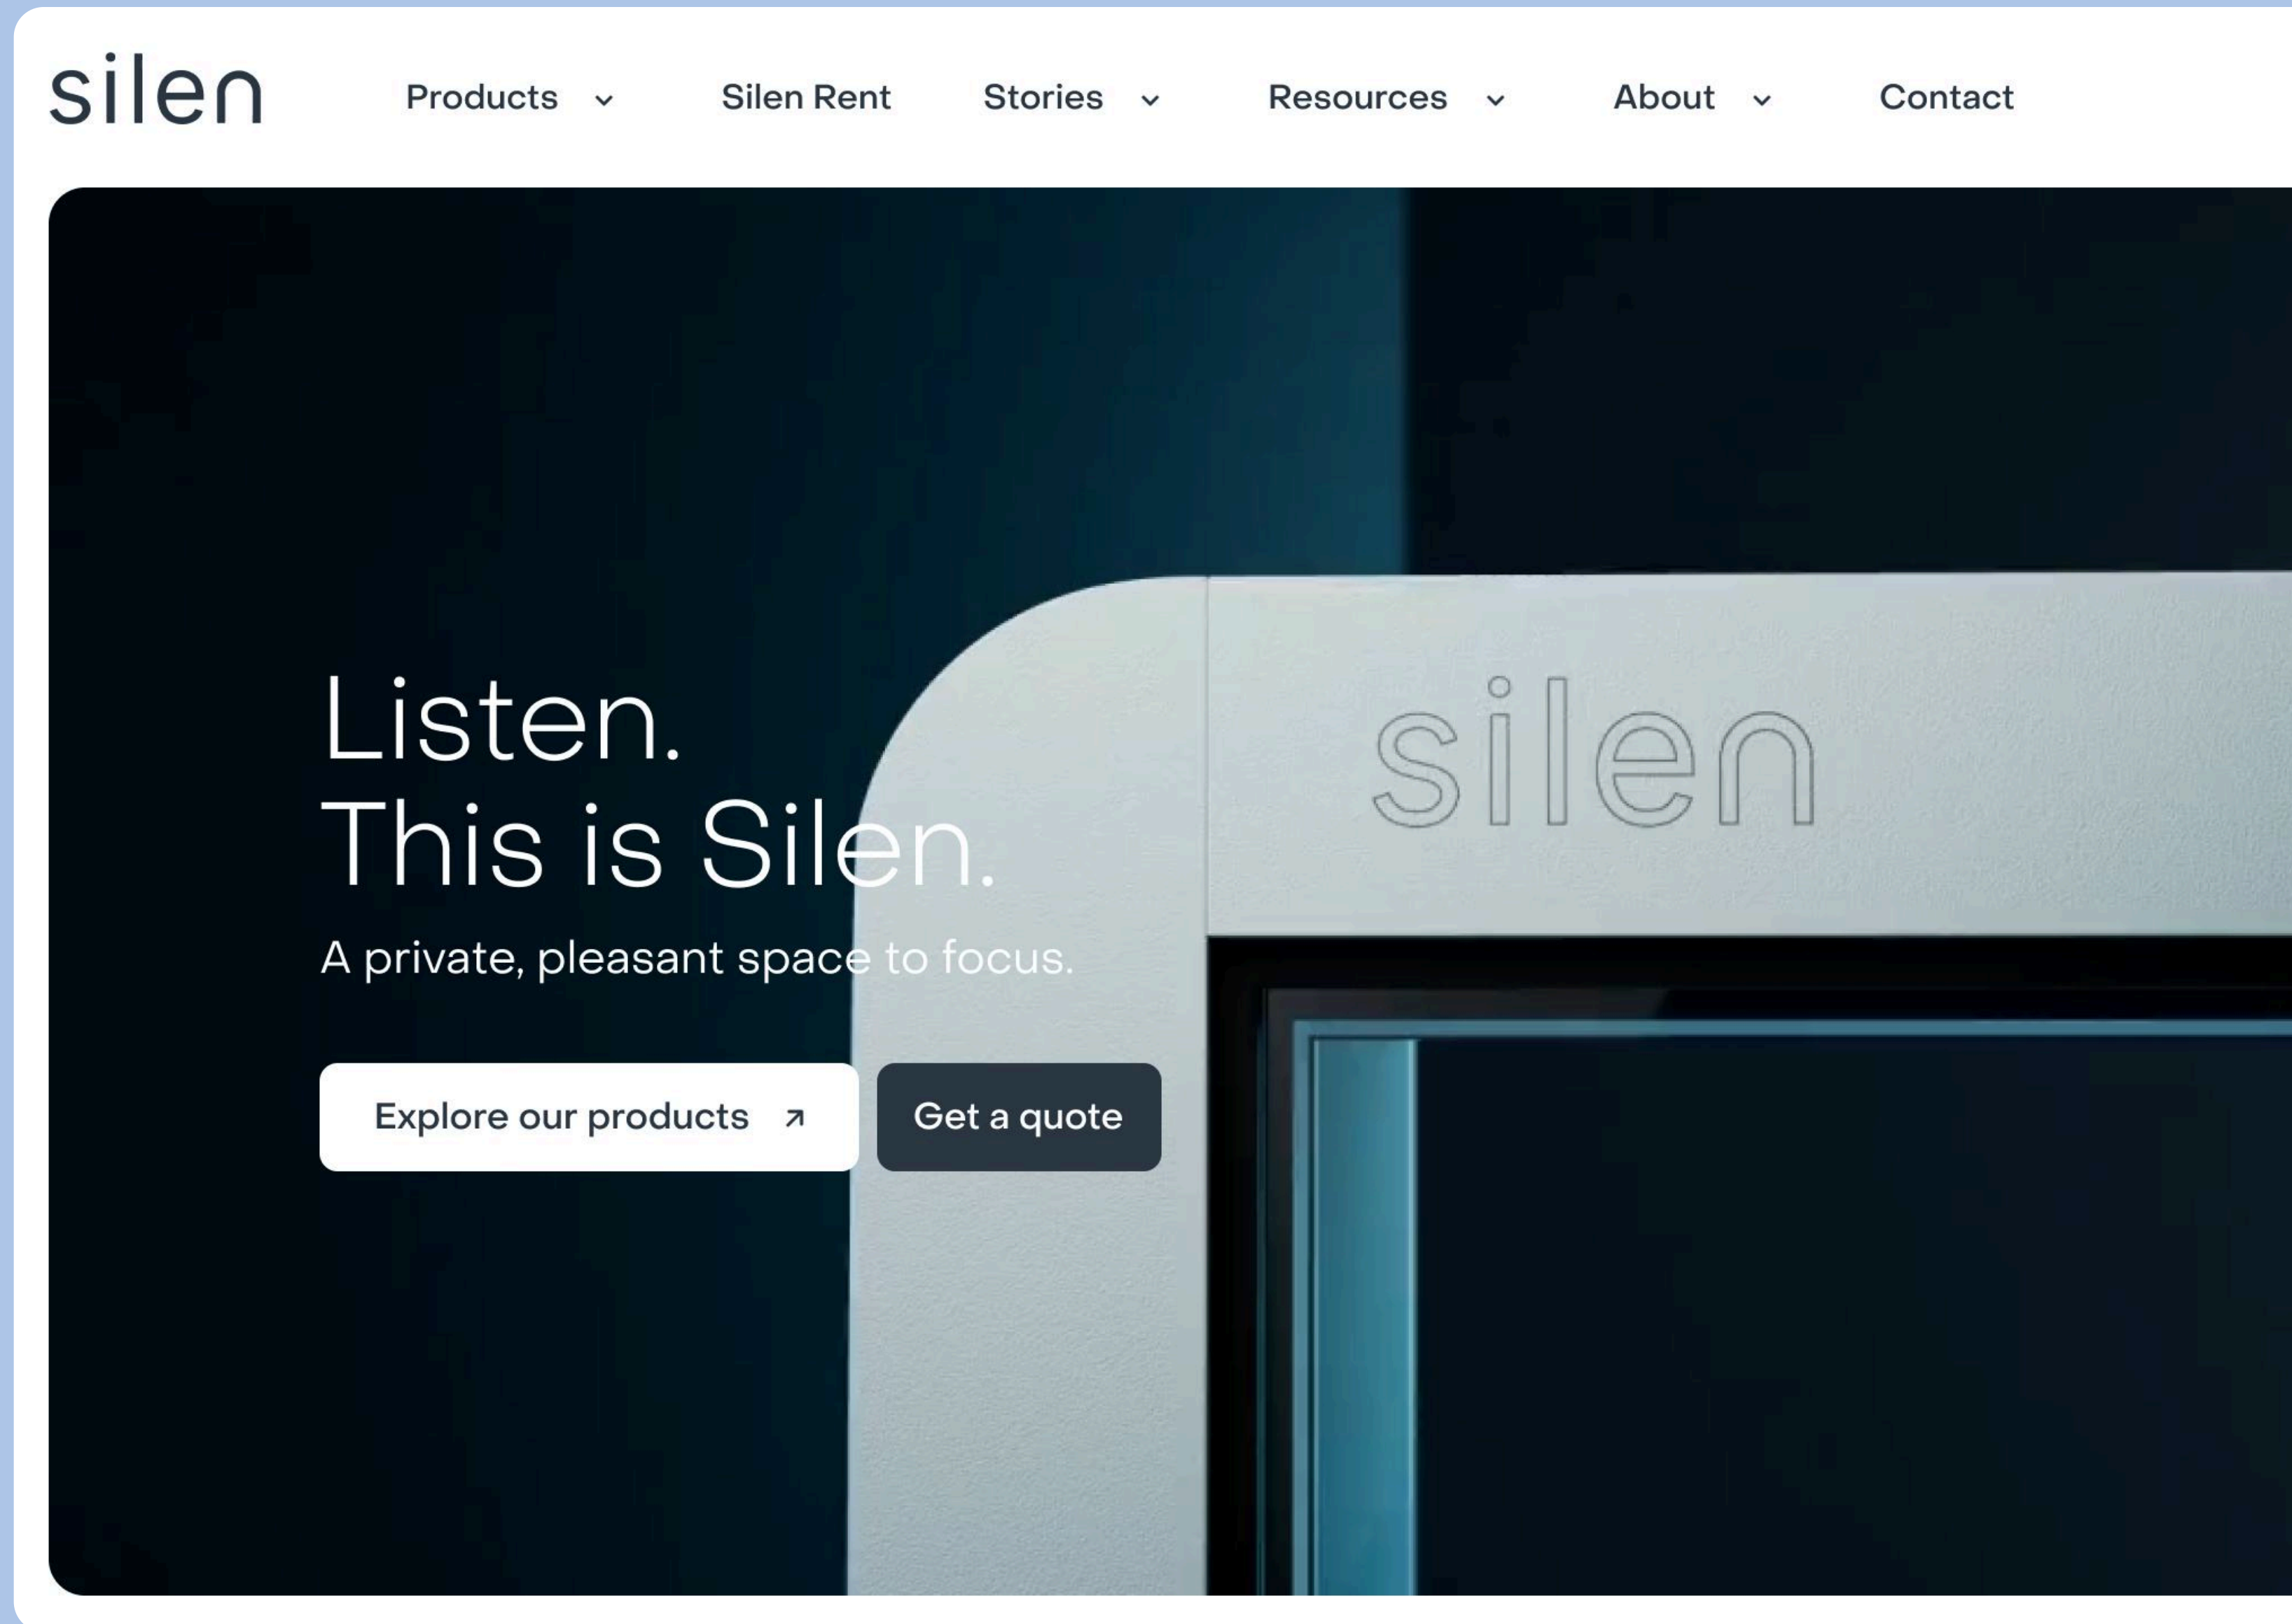 silen
Products
Silen Rent
Stories
Resources
About
Contact
silen
Listen.
This is Silen.
A private, pleasant space to focus.
Explore our products
Get a quote